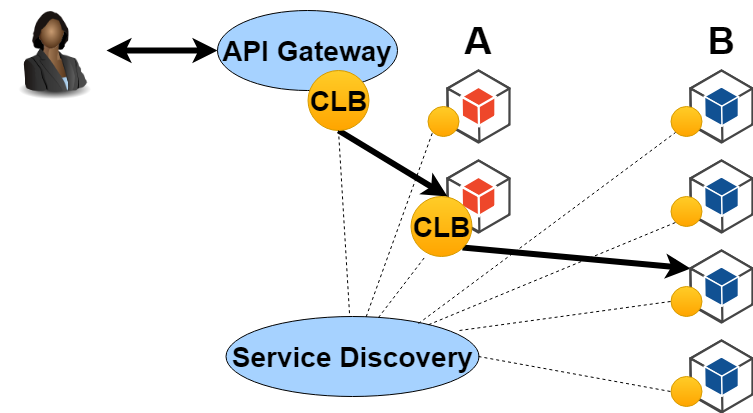 API Gateway
A
B
CLB
CLB
Service Discovery